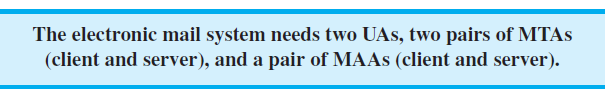 The electronic mail system needs two UAs, two pairs of MTAs
(client and server), and a pair of MAAs (client and server).